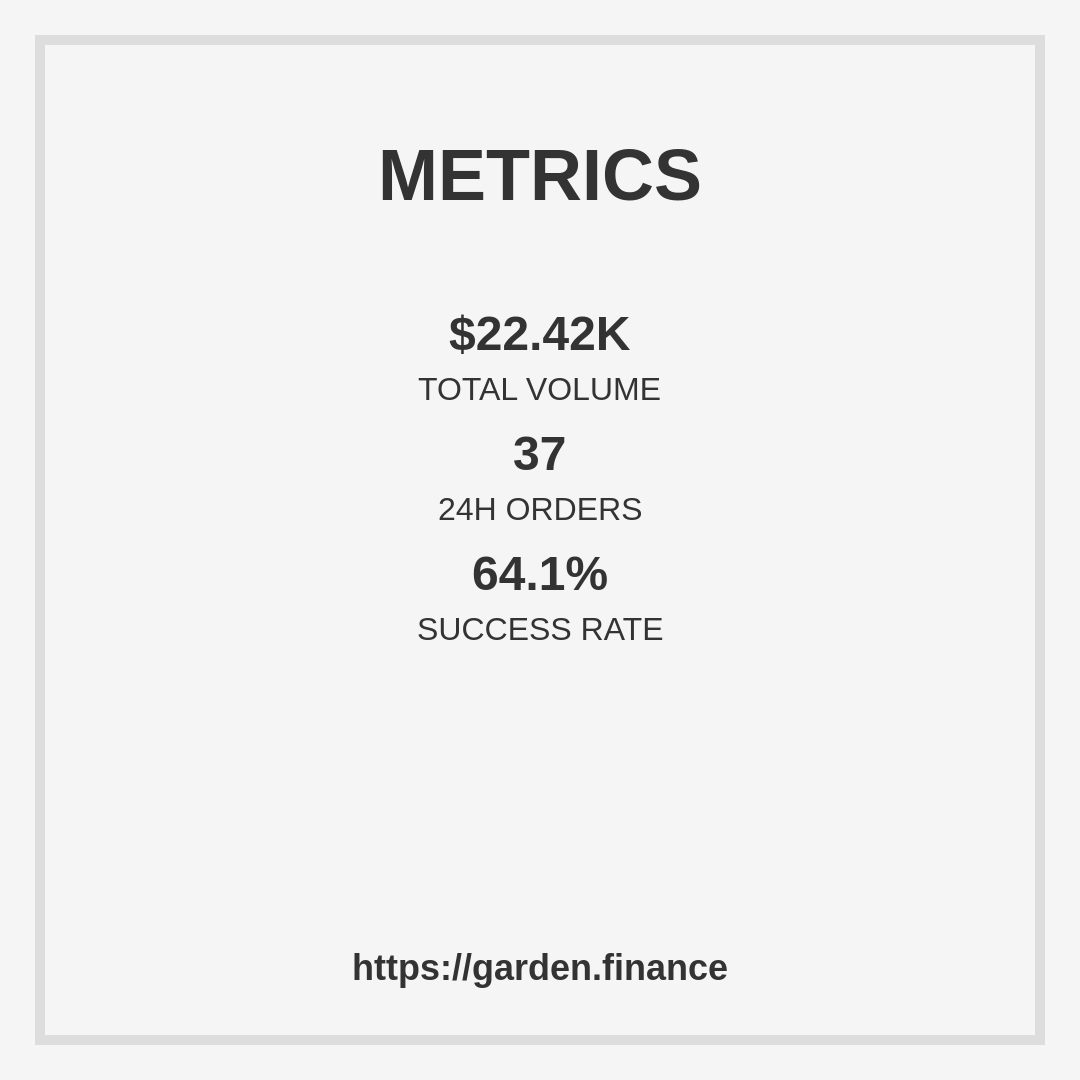 METRICS
$22.42K
TOTAL VOLUME
37
24H ORDERS
64.1%
SUCCESS RATE
https://garden.finance